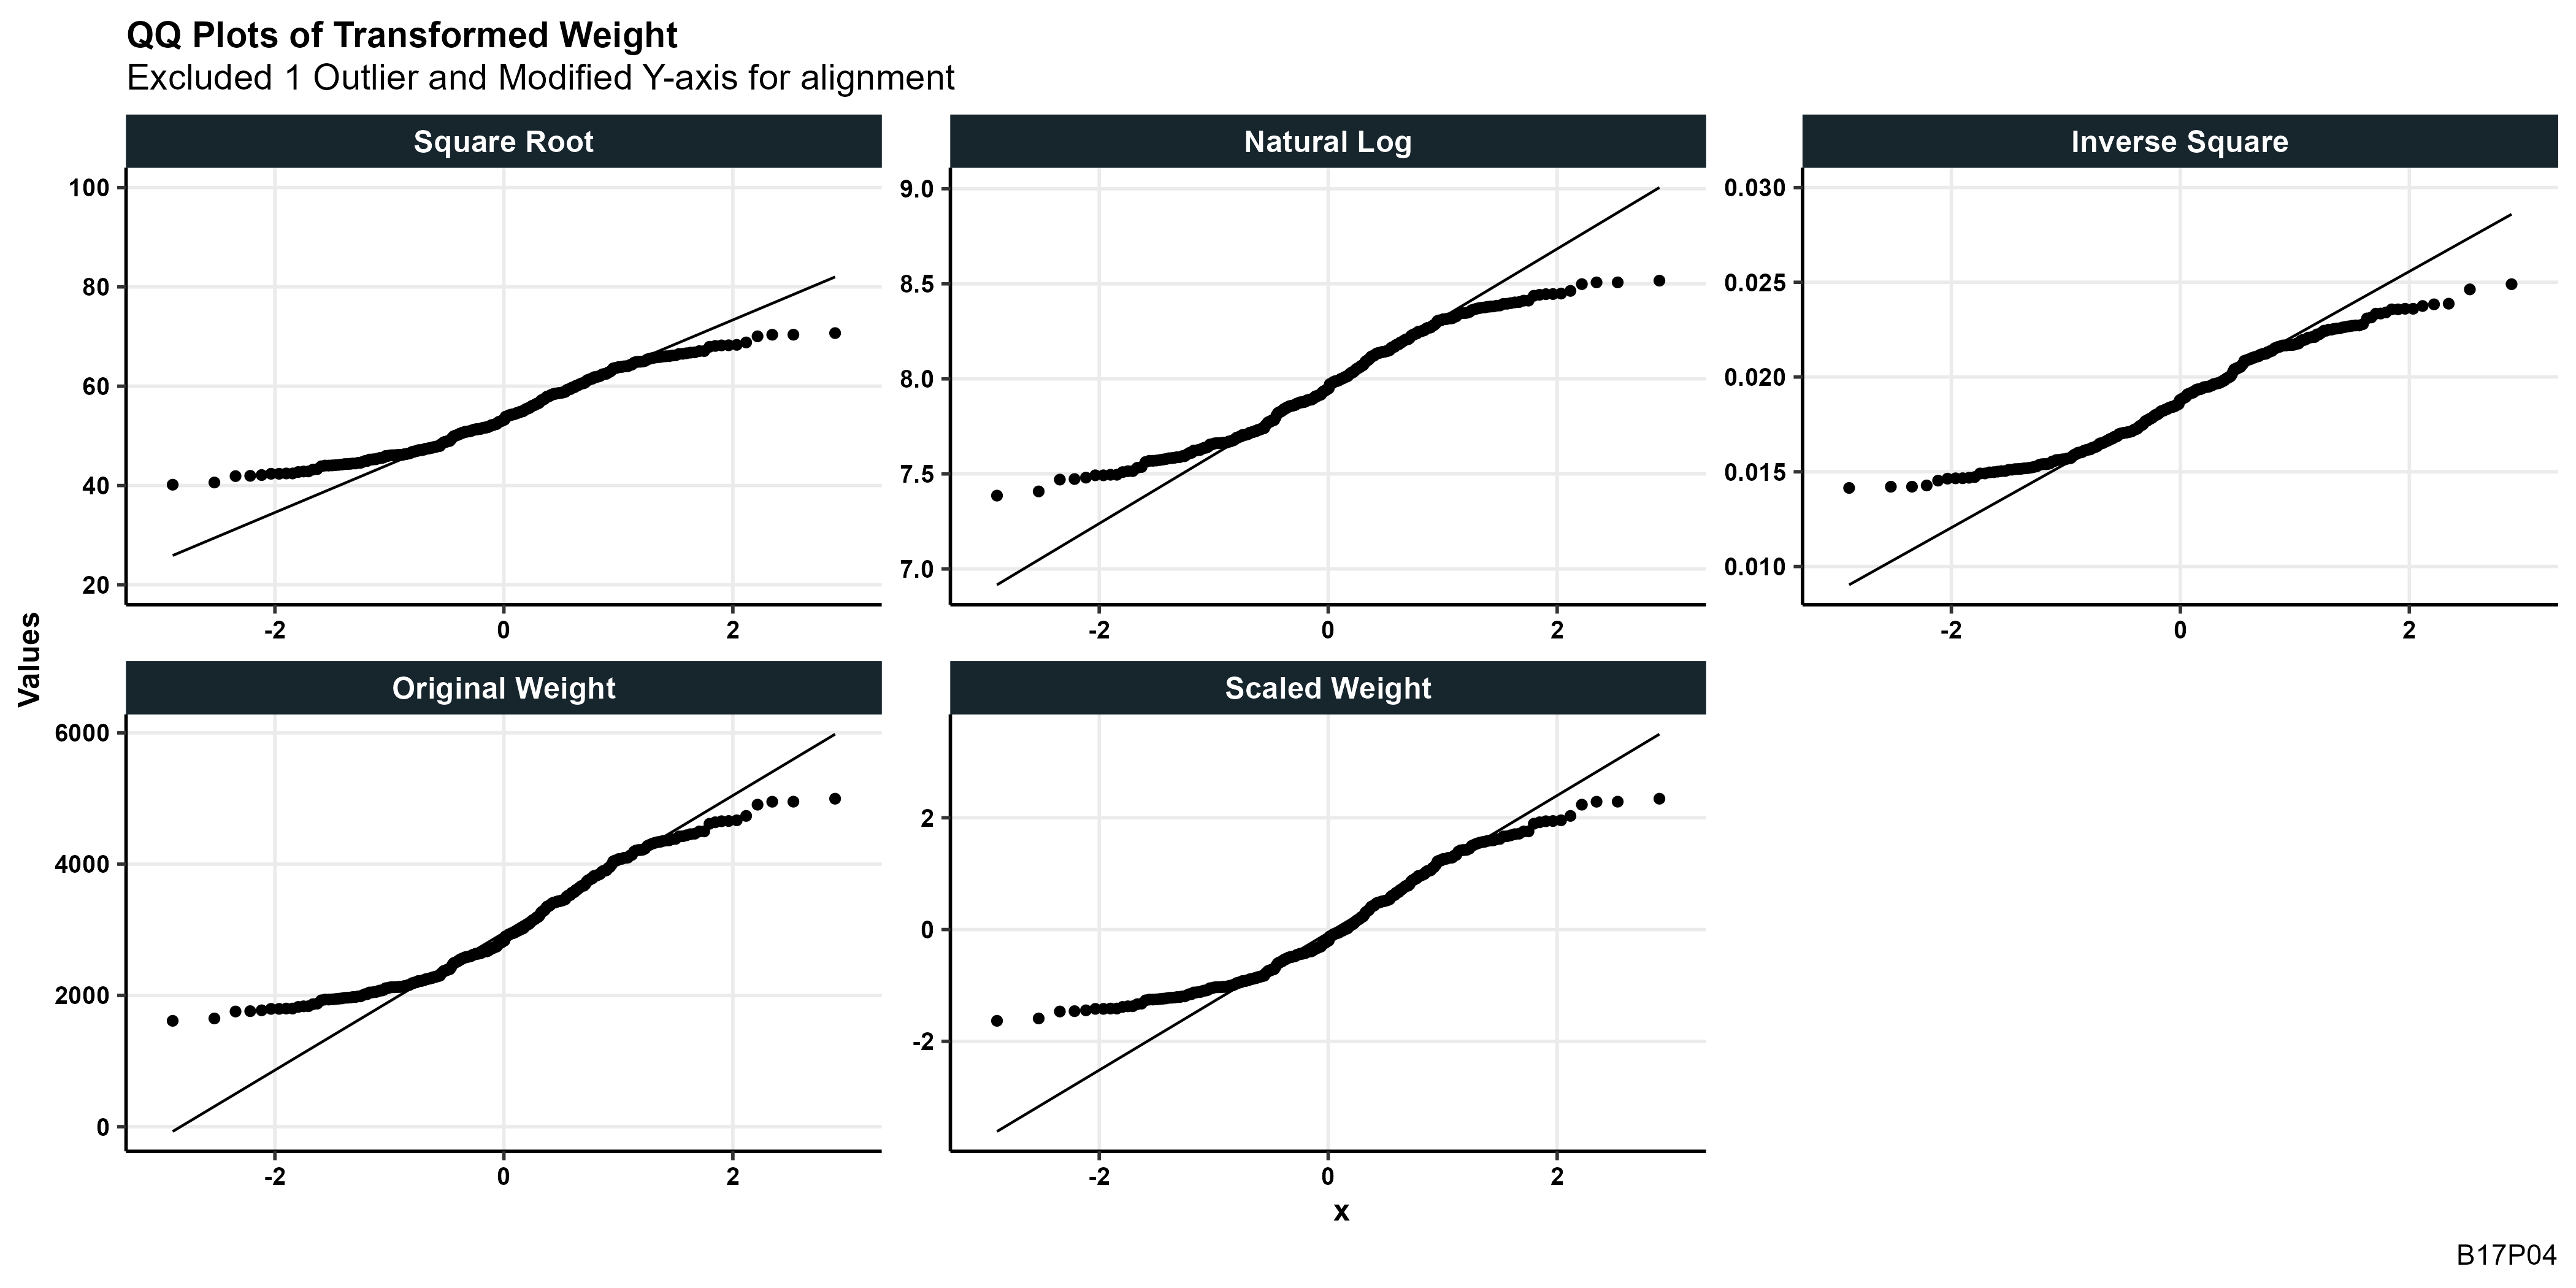 QQ Plots of Transformed Weight
Excluded 1 Outlier and Modified Y-axis for alignment
Square Root
100
80
60
40
20
-2 0 2
Natural Log
9.0
8.5
8.0
7.5
7.0
-2 0 2
Inverse Square
0.030
0.025
0.020
0.015
0.010
-2 0 2
Values
Original Weight
6000
4000
2000
0
-2 0 2
Scaled Weight
2
0
-2
-2 0 2
x
B17P04